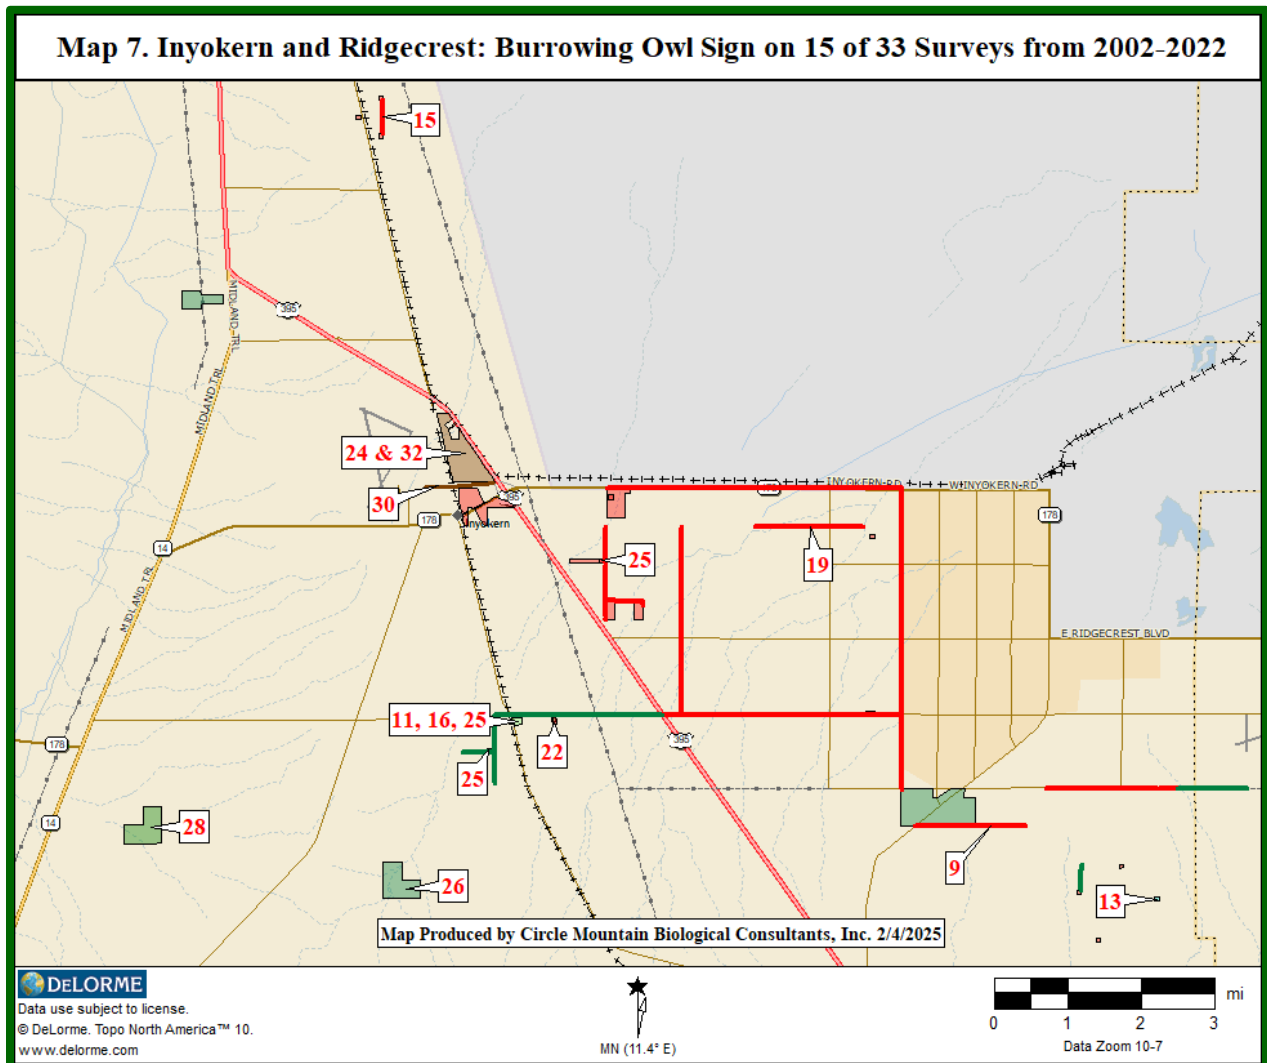 Map 7. Inyokern and Ridgecrest: Burrowing Owl Sign on 15 of 33 Surveys from 2002-2022
15
MIDLAND TRL
395
MIDLAND TRL
24 & 32
30
395
INYOKERN RD
W INYOKERN RD
178
178
178
Inyokern
14
25
19
MIDLAND TRL
E RIDGECREST BLVD
11, 16, 25
22
395
178
25
14
28
26
9
13
Map Produced by Circle Mountain Biological Consultants, Inc. 2/4/2025
DELORME
Data use subject to license.
© DeLorme. Topo North America™ 10.
www.delorme.com
MN (11.4° E)
mi
0 1 2 3
Data Zoom 10-7